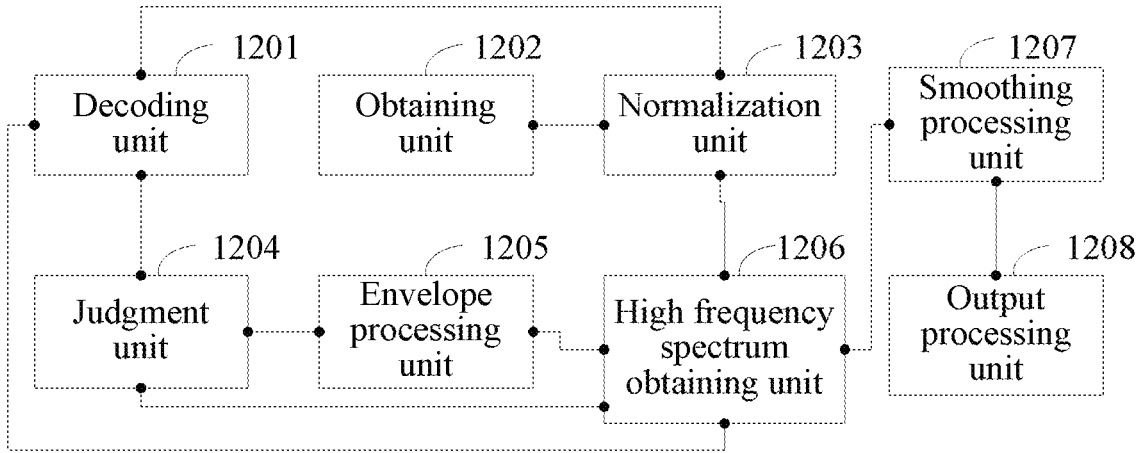 1201
1202
1203
1207
Decoding
unit
Obtaining
unit
Normalization
unit
Smoothing
processing
unit
1204
1205
1206
1208
Judgment
unit
Envelope
processing
unit
High frequency
spectrum
obtaining unit
Output
processing
unit